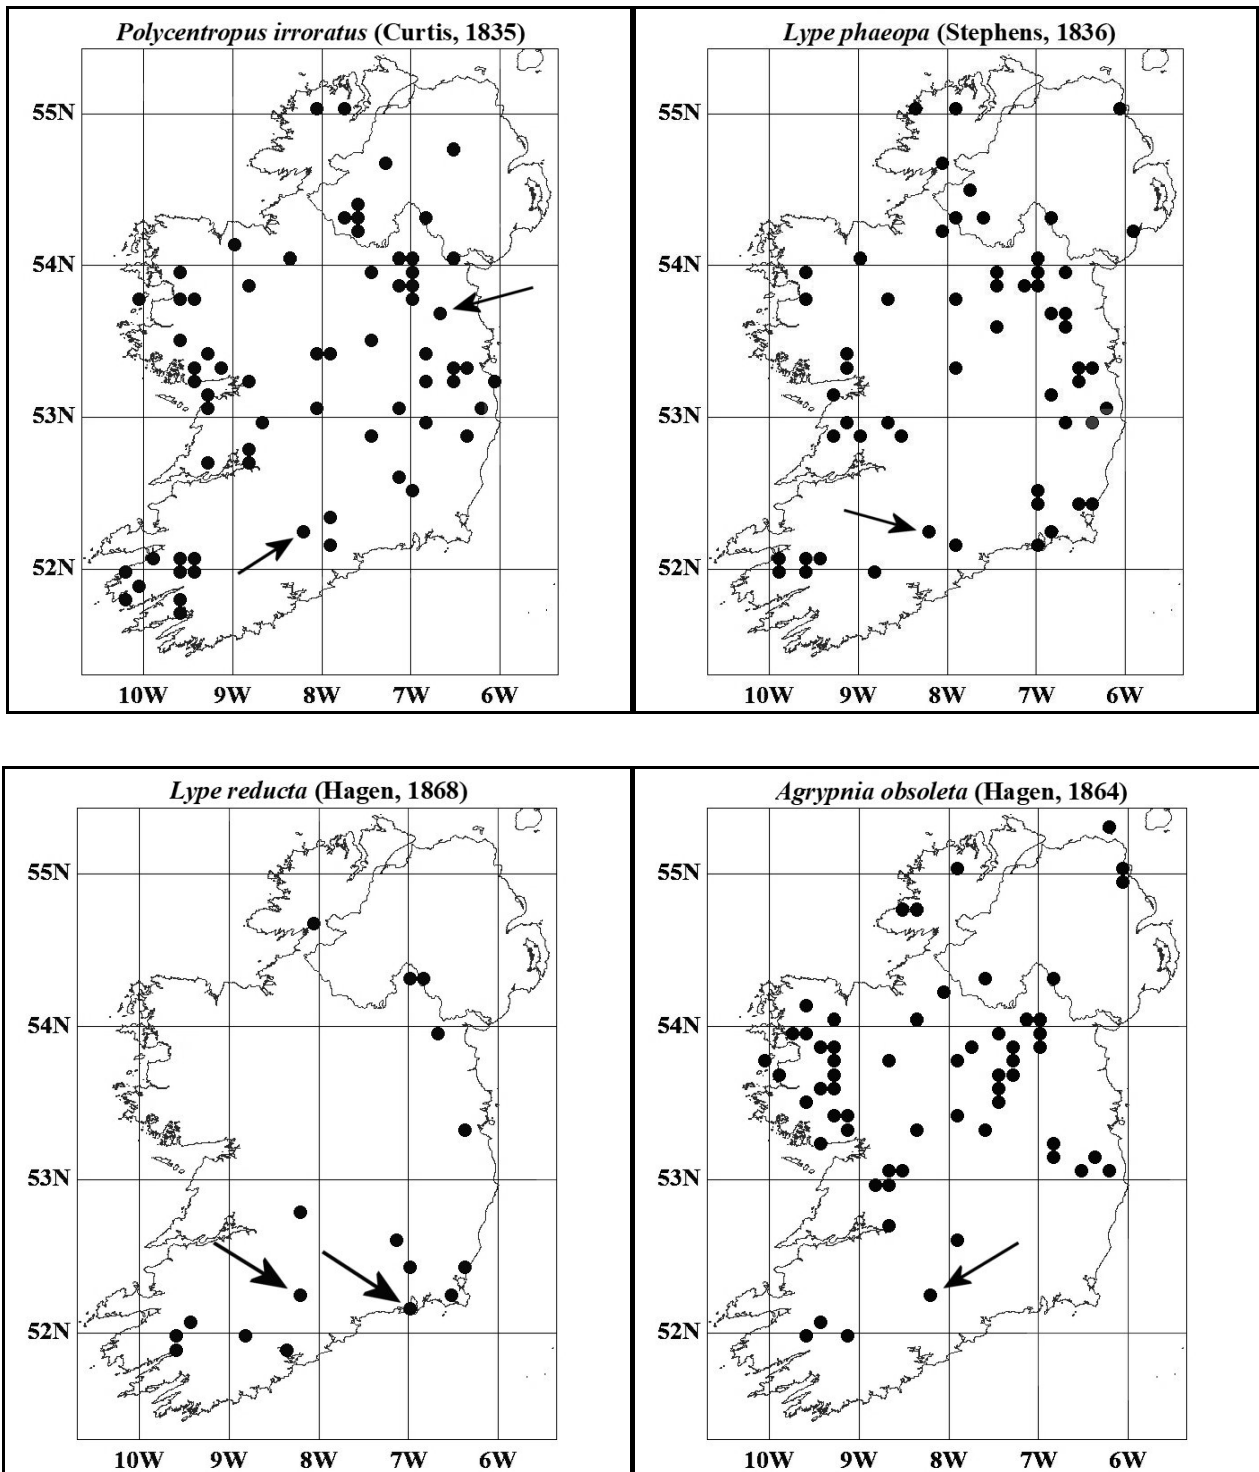 Polycentropus irroratus (Curtis, 1835)
55N
54N
53N
52N
10W 9W 8W 7W 6W
Lype phaeopa (Stephens, 1836)
55N
54N
53N
52N
10W 9W 8W 7W 6W
Lype reducta (Hagen, 1868)
55N
54N
53N
52N
10W 9W 8W 7W 6W
Agrypnia obsoleta (Hagen, 1864)
55N
54N
53N
52N
10W 9W 8W 7W 6W